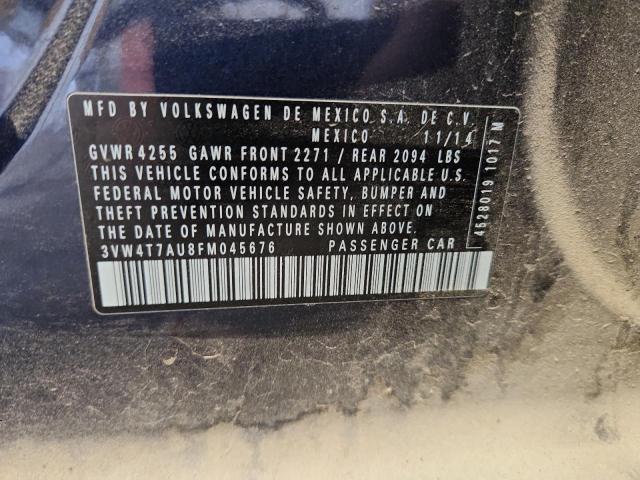 MFD BY VOLKSWAGEN DE MEXICO S.A. DE C.V.
MEXICO 11/14
GVWR 4255 GAWR FRONT 2271 / REAR 2094 LBS
THIS VEHICLE CONFORMS TO ALL APPLICABLE U.S.
FEDERAL MOTOR VEHICLE SAFETY, BUMPER AND
THEFT PREVENTION STANDARDS IN EFFECT ON
THE DATE OF MANUFACTURE SHOWN ABOVE.
3VW4T7AU8FM045676 PASSENGER CAR
4528019 1017 M